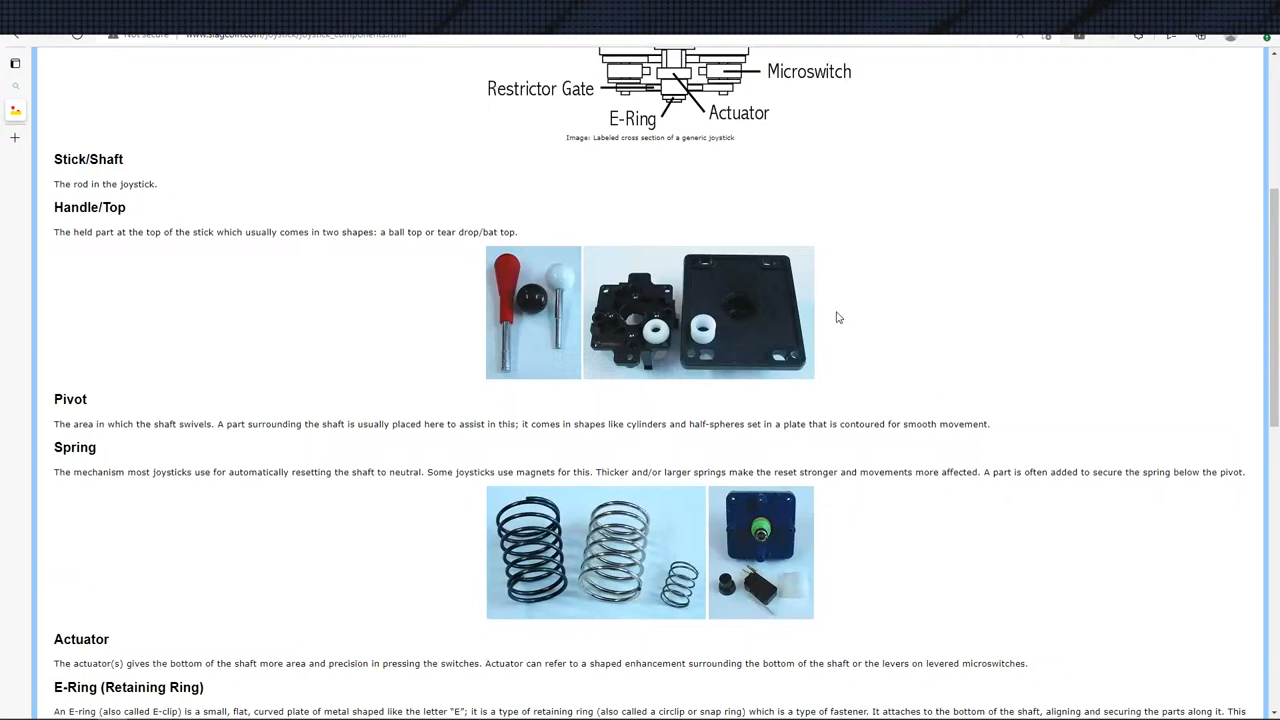 Not secure
www.slagcoin.com/joystick/joystick_components.html
Microswitch
Restrictor Gate
Actuator
E-Ring
Image: Labeled cross section of a generic joystick
Stick/Shaft
The rod in the joystick.
Handle/Top
The held part at the top of the stick which usually comes in two shapes: a ball top or tear drop/bat top.
Pivot
The area in which the shaft swivels. A part surrounding the shaft is usually placed here to assist in this; it comes in shapes like cylinders and half-spheres set in a plate that is contoured for smooth movement.
Spring
The mechanism most joysticks use for automatically resetting the shaft to neutral. Some joysticks use magnets for this. Thicker and/or larger springs make the reset stronger and movements more affected. A part is often added to secure the spring below the pivot.
Actuator
The actuator(s) gives the bottom of the shaft more area and precision in pressing the switches. Actuator can refer to a shaped enhancement surrounding the bottom of the shaft or the levers on levered microswitches.
E-Ring (Retaining Ring)
An E-ring (also called E-clip) is a small, flat, curved plate of metal shaped like the letter “E”; it is a type of retaining ring (also called a circlip or snap ring) which is a type of fastener. It attaches to the bottom of the shaft, aligning and securing the parts along it. This